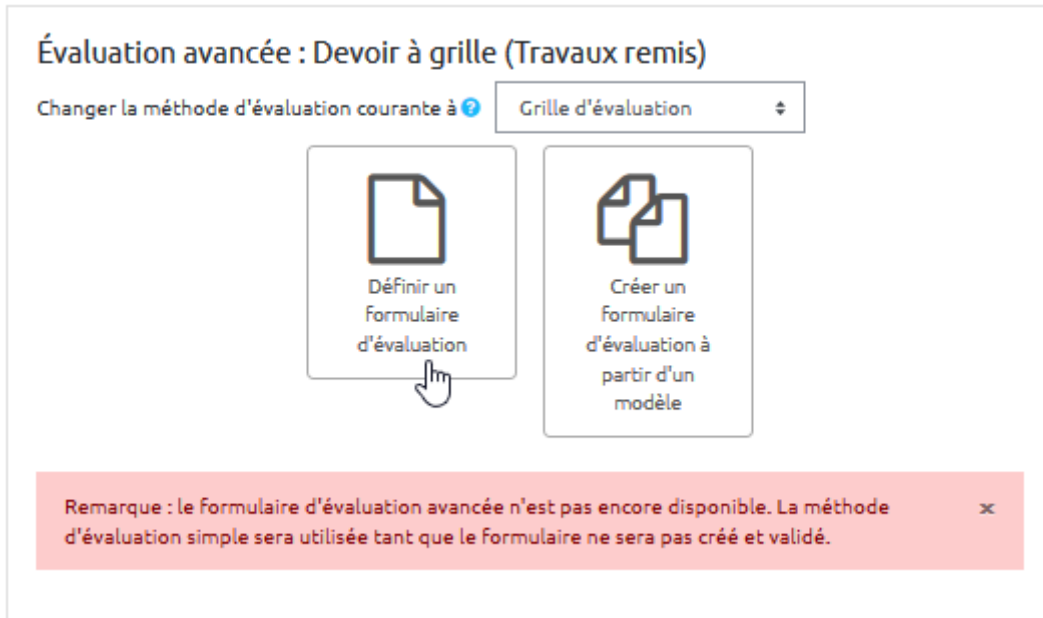 Évaluation avancée : Devoir à grille (Travaux remis)
Changer la méthode d'évaluation courante à ? Grille d'évaluation
Définir un
formulaire
d'évaluation
Créer un
formulaire
d'évaluation à
partir d'un
modèle
Remarque : le formulaire d'évaluation avancée n'est pas encore disponible. La méthode
d'évaluation simple sera utilisée tant que le formulaire ne sera pas créé et validé.